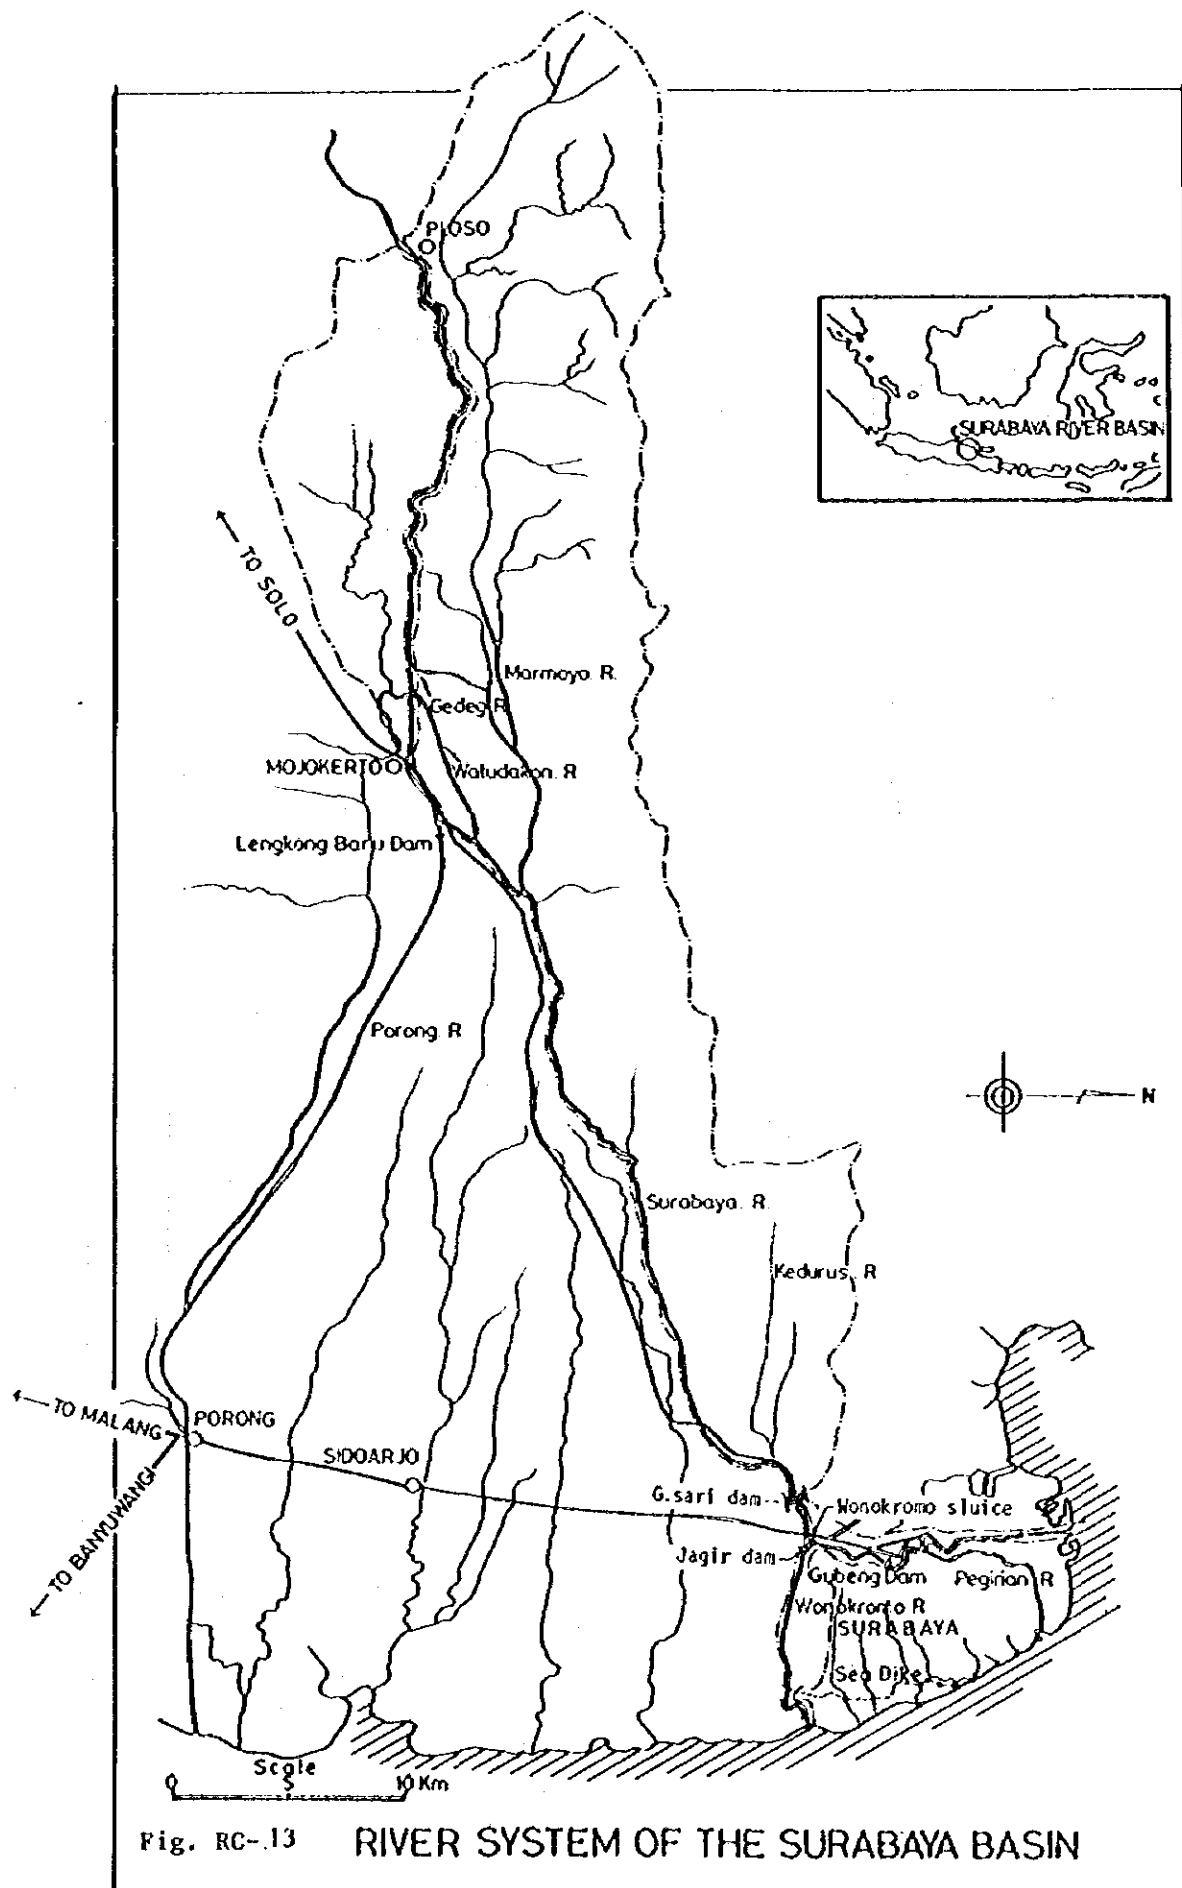 PLOSO
SURABAYA RIVER BASIN
TO SOLO
Marmoyo. R.
Gedeg R
MOJOKERTO
Watudakon. R
Lengkong Baru Dam
Porong. R
N
Surabaya. R.
Kedurus. R
TO MALANG
PORONG
SIDOARJO
TO BANYUWANGI
G.sari dam
Wonokromo sluice
Jagir dam
Gubeng Dam
Pegirian R
Wonokromo R
SURABAYA
Sea Dike
Scale
0 5 10 Km
Fig. RC-.13 RIVER SYSTEM OF THE SURABAYA BASIN